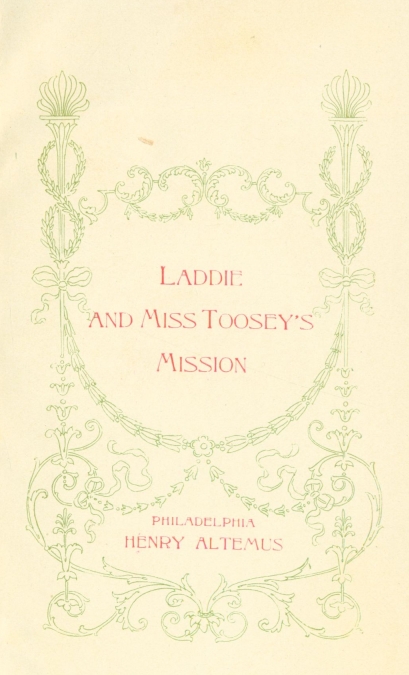 LADDIE
AND MISS TOOSEY'S
MISSION
PHILADELPHIA
HENRY ALTEMUS